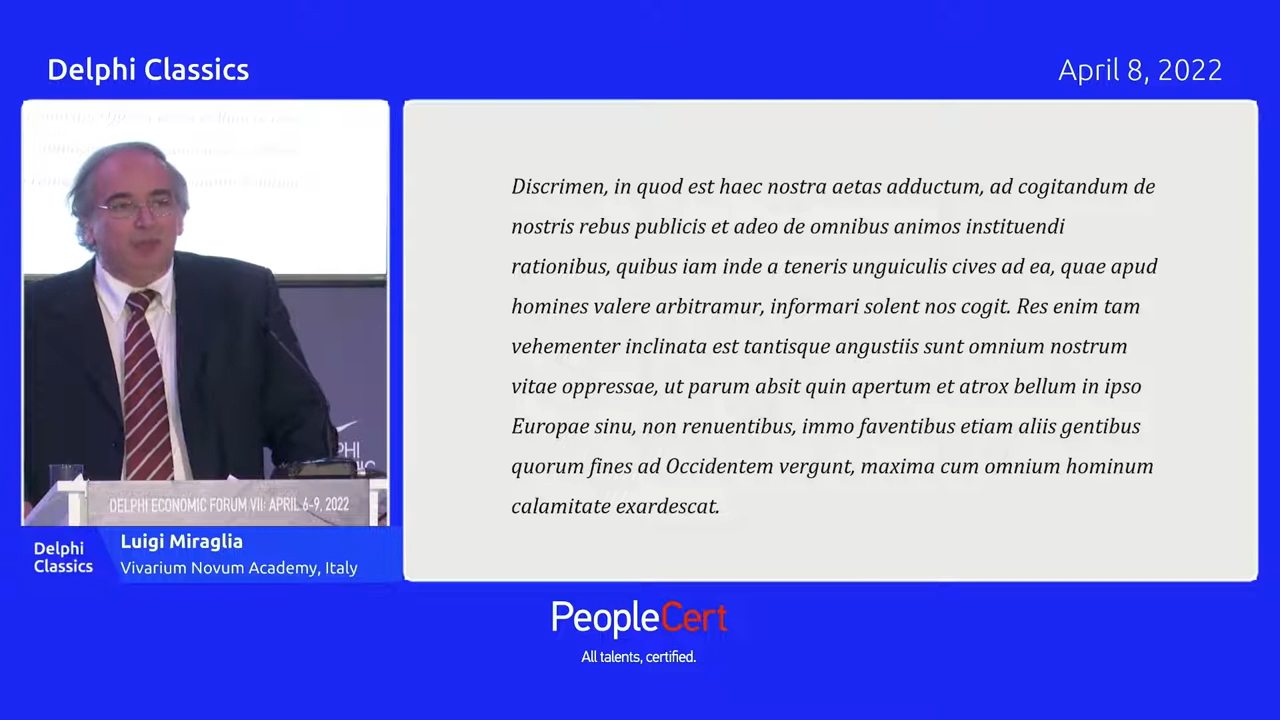 Delphi Classics
April 8, 2022
Discrimen, in quod est haec nostra aetas adductum, ad cogitandum de
nostris rebus publicis et adeo de omnibus animos instituendi
rationibus, quibus iam inde a teneris unguiculis cives ad ea, quae apud
homines valere arbitramur, informari solent nos cogit. Res enim tam
vehementer inclinata est tantisque angustiis sunt omnium nostrum
vitae oppressae, ut parum absit quin apertum et atrox bellum in ipso
Europae sinu, non renuentibus, immo faventibus etiam aliis gentibus
quorum fines ad Occidentem vergunt, maxima cum omnium hominum
calamitate exardescat.
DELPHI ECONOMIC FORUM VII: APRIL 6-9, 2022
Delphi
Classics
Luigi Miraglia
Vivarium Novum Academy, Italy
PeopleCert
All talents, certified.